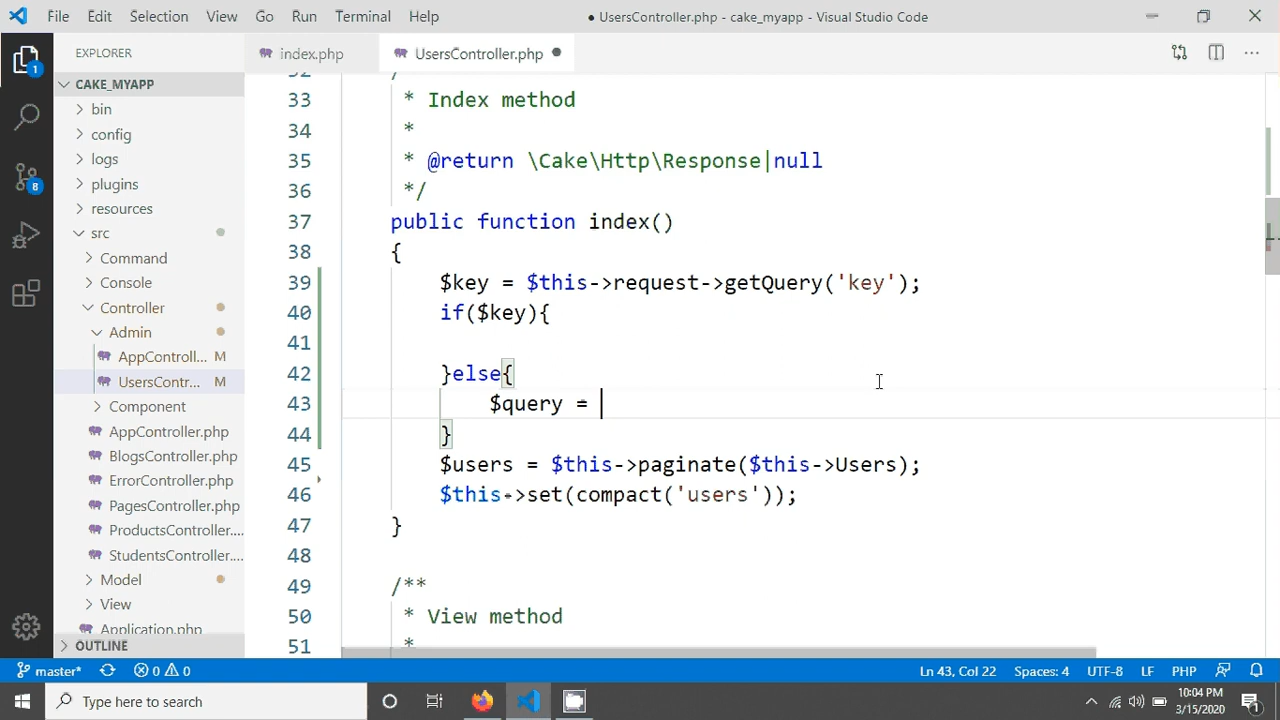 File Edit Selection View Go Run Terminal Help ● UsersController.php - cake_myapp - Visual Studio Code
EXPLORER
index.php
UsersController.php
CAKE_MYAPP
bin
config
logs
plugins
resources
src
Command
Console
Controller
Admin
AppControll... M
UsersContr... M
Component
AppController.php
BlogsController.php
ErrorController.php
PagesController.php
ProductsController....
StudentsController....
Model
View
Application.php
OUTLINE
1
8
32 /
33 * Index method
34 *
35 * @return \Cake\Http\Response|null
36 */
37 public function index()
38 {
39 $key = $this->request->getQuery('key');
40 if($key){
41
42 }else{
43 $query =
44 }
45 $users = $this->paginate($this->Users);
46 $this->set(compact('users'));
47 }
48
49 /**
50 * View method
51 *
master* 0 0 Ln 43, Col 22 Spaces: 4 UTF-8 LF PHP
Type here to search
10:04 PM
3/15/2020
1